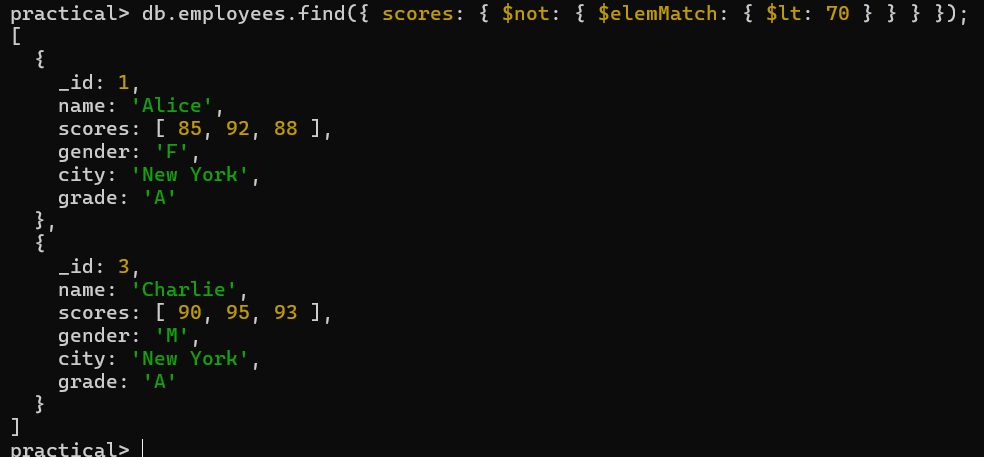 practical> db.employees.find({ scores: { $not: { $elemMatch: { $lt: 70 } } } });
[
  {
    _id: 1,
    name: 'Alice',
    scores: [ 85, 92, 88 ],
    gender: 'F',
    city: 'New York',
    grade: 'A'
  },
  {
    _id: 3,
    name: 'Charlie',
    scores: [ 90, 95, 93 ],
    gender: 'M',
    city: 'New York',
    grade: 'A'
  }
]
practical>